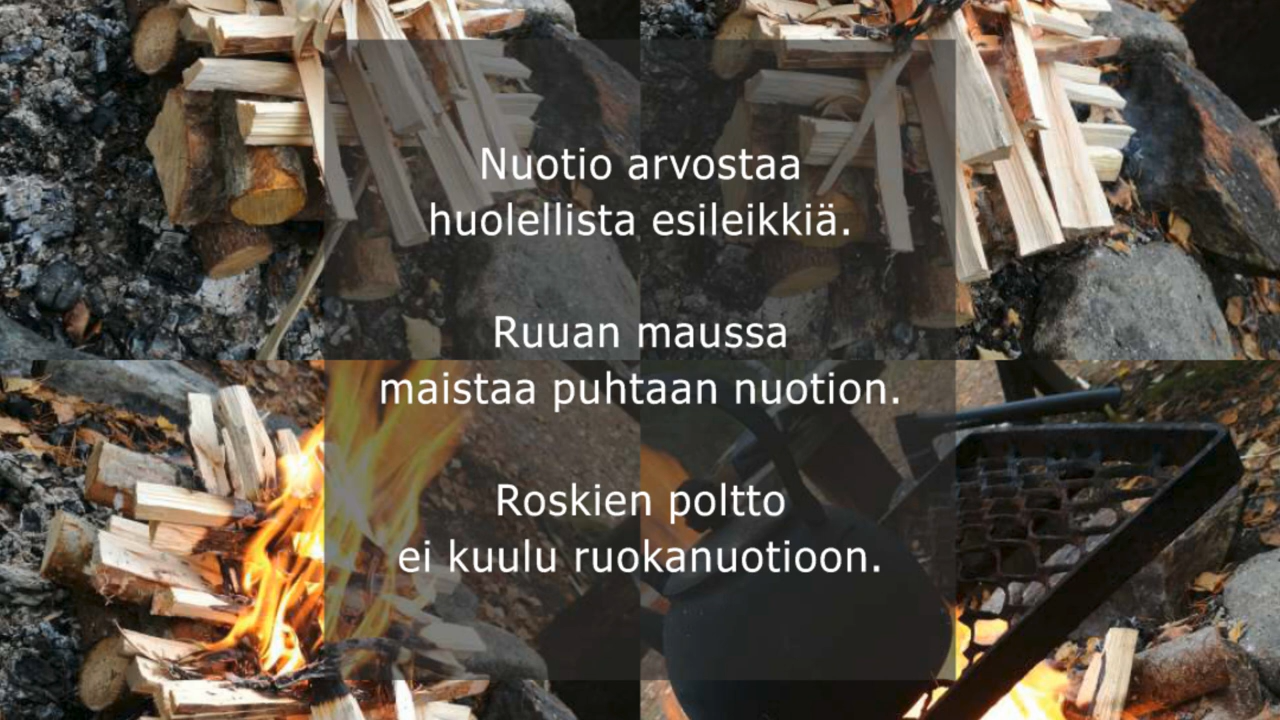 Nuotio arvostaa
huolellista esileikkiä.
Ruuan maussa
maistaa puhtaan nuotion.
Roskien poltto
ei kuulu ruokanuotioon.